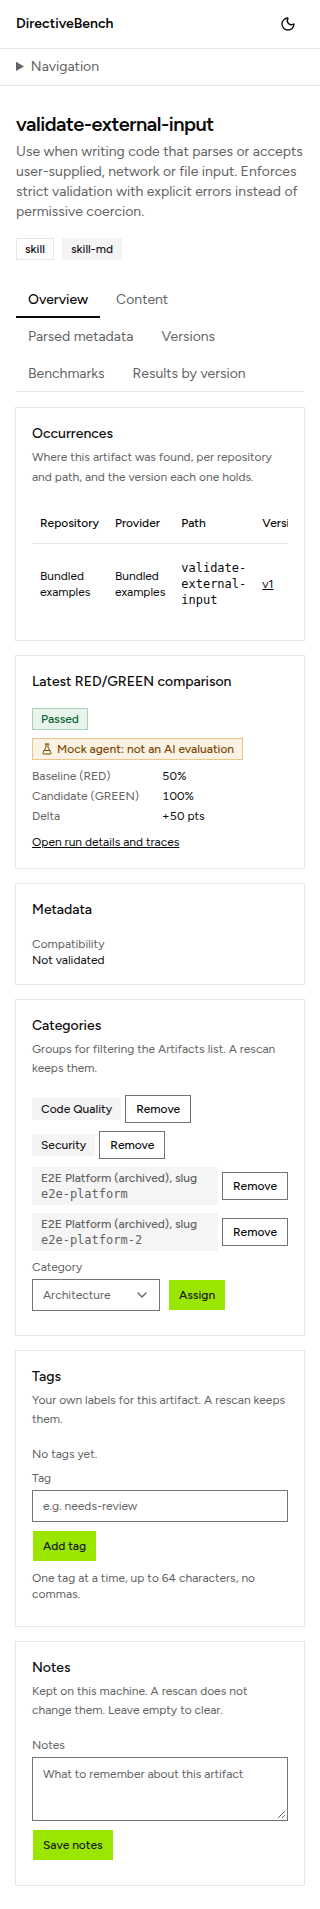 DirectiveBench
Navigation
validate-external-input
Use when writing code that parses or accepts
user-supplied, network or file input. Enforces
strict validation with explicit errors instead of
permissive coercion.
skill skill-md
Overview Content
Parsed metadata Versions
Benchmarks Results by version
Occurrences
Where this artifact was found, per repository
and path, and the version each one holds.
Repository Provider Path Versi
Bundled examples Bundled examples validate-external-input v1
Latest RED/GREEN comparison
Passed
Mock agent: not an AI evaluation
Baseline (RED) 50%
Candidate (GREEN) 100%
Delta +50 pts
Open run details and traces
Metadata
Compatibility
Not validated
Categories
Groups for filtering the Artifacts list. A rescan
keeps them.
Code Quality Remove
Security Remove
E2E Platform (archived), slug
e2e-platform Remove
E2E Platform (archived), slug
e2e-platform-2 Remove
Category
Architecture Assign
Tags
Your own labels for this artifact. A rescan keeps
them.
No tags yet.
Tag
e.g. needs-review
Add tag
One tag at a time, up to 64 characters, no
commas.
Notes
Kept on this machine. A rescan does not
change them. Leave empty to clear.
Notes
What to remember about this artifact
Save notes